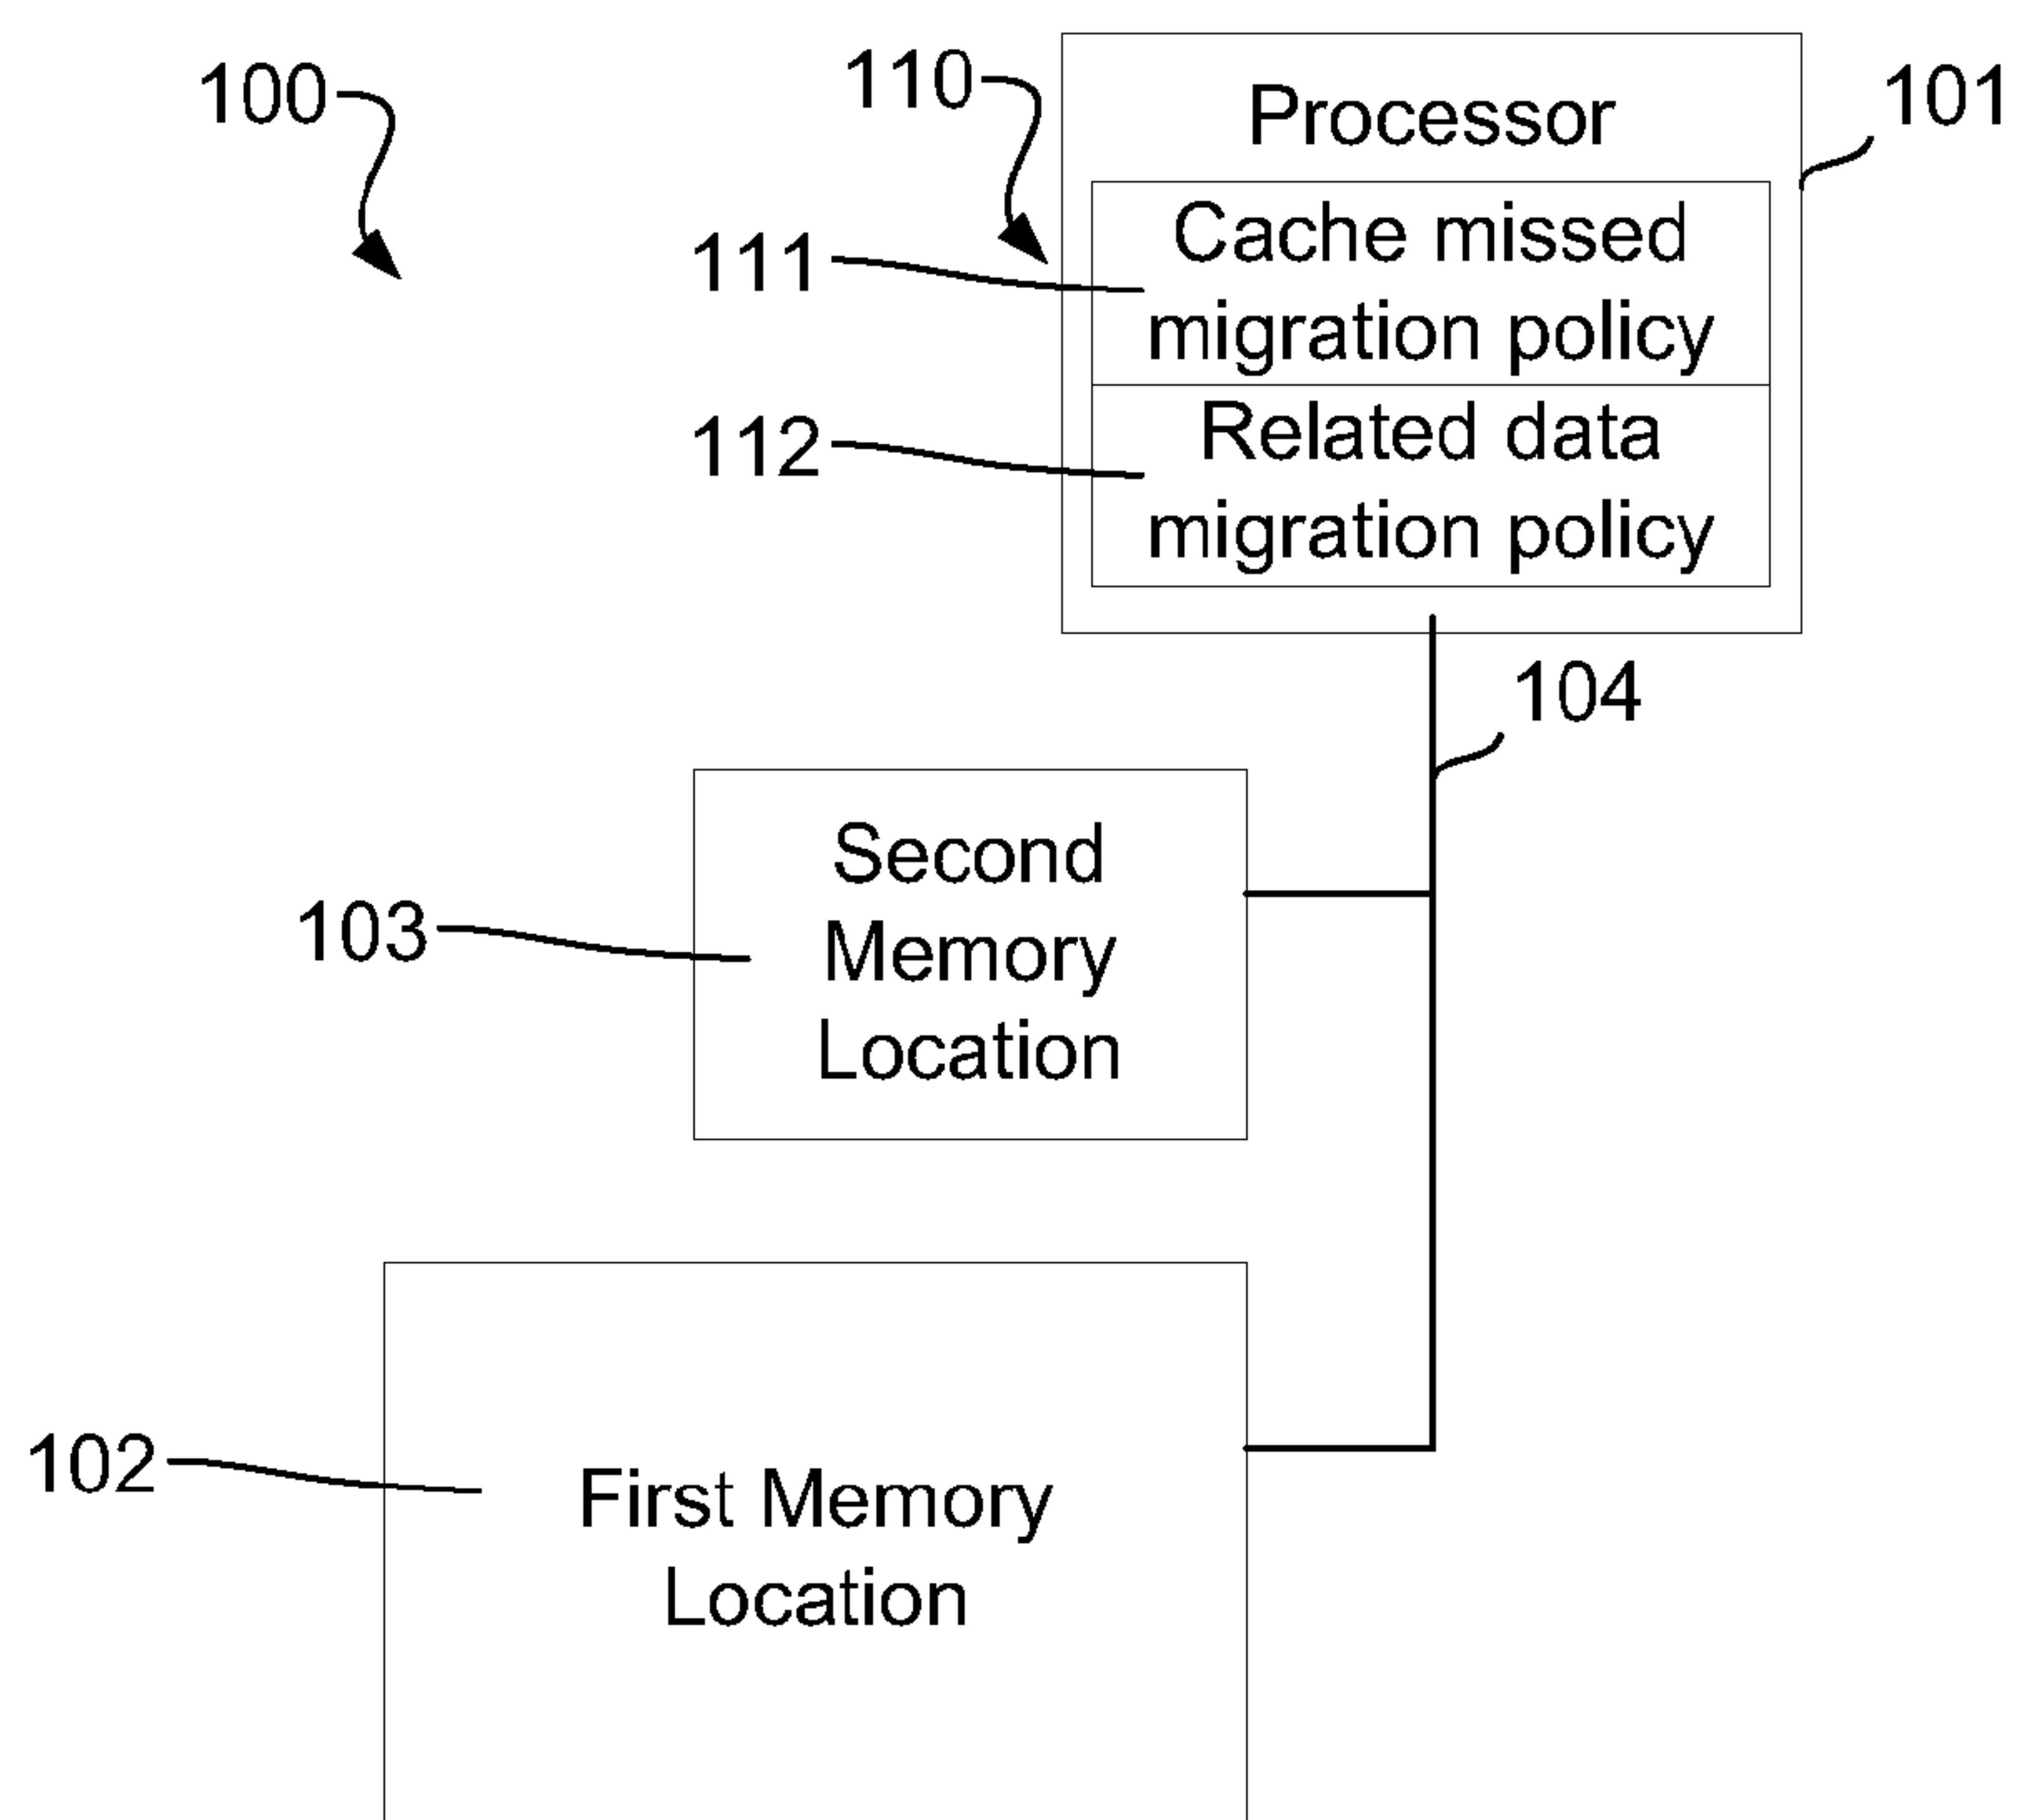 100
110
Processor
101
Cache missed
migration policy
111
Related data
migration policy
112
104
Second
Memory
Location
103
102
First Memory
Location